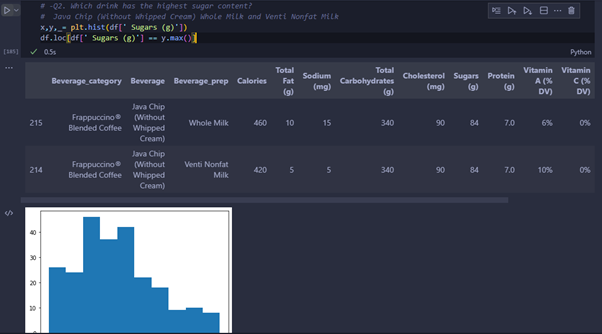 # -Q2. Which drink has the highest sugar content?
# Java Chip (Without Whipped Cream) Whole Milk and Venti Nonfat Milk
x,y,_= plt.hist(df[' Sugars (g)'])
df.loc[df[' Sugars (g)'] == y.max()]
[105]
0.5s
Python
Beverage_category Beverage Beverage_prep Calories Total Fat (g) Sodium (mg) Total Carbohydrates (g) Cholesterol (mg) Sugars (g) Protein (g) Vitamin A (% DV) Vitamin C (% DV)
215 Frappuccino® Blended Coffee Java Chip (Without Whipped Cream) Whole Milk 460 10 15 340 90 84 7.0 6% 0%
214 Frappuccino® Blended Coffee Java Chip (Without Whipped Cream) Venti Nonfat Milk 420 5 5 340 90 84 7.0 10% 0%
40
30
20
10